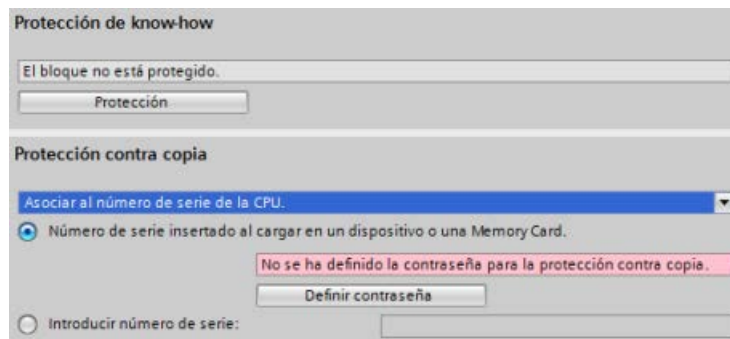 Protección de know-how
El bloque no está protegido.
Protección
Protección contra copia
Asociar al número de serie de la CPU.
Número de serie insertado al cargar en un dispositivo o una Memory Card.
No se ha definido la contraseña para la protección contra copia.
Definir contraseña
Introducir número de serie: